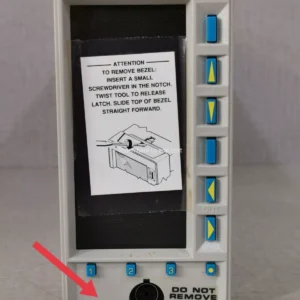 ATTENTION
TO REMOVE BEZEL:
INSERT A SMALL
SCREWDRIVER IN THE NOTCH.
TWIST TOOL TO RELEASE
LATCH. SLIDE TOP OF BEZEL
STRAIGHT FORWARD.
1 2 3
DO NOT
REMOVE